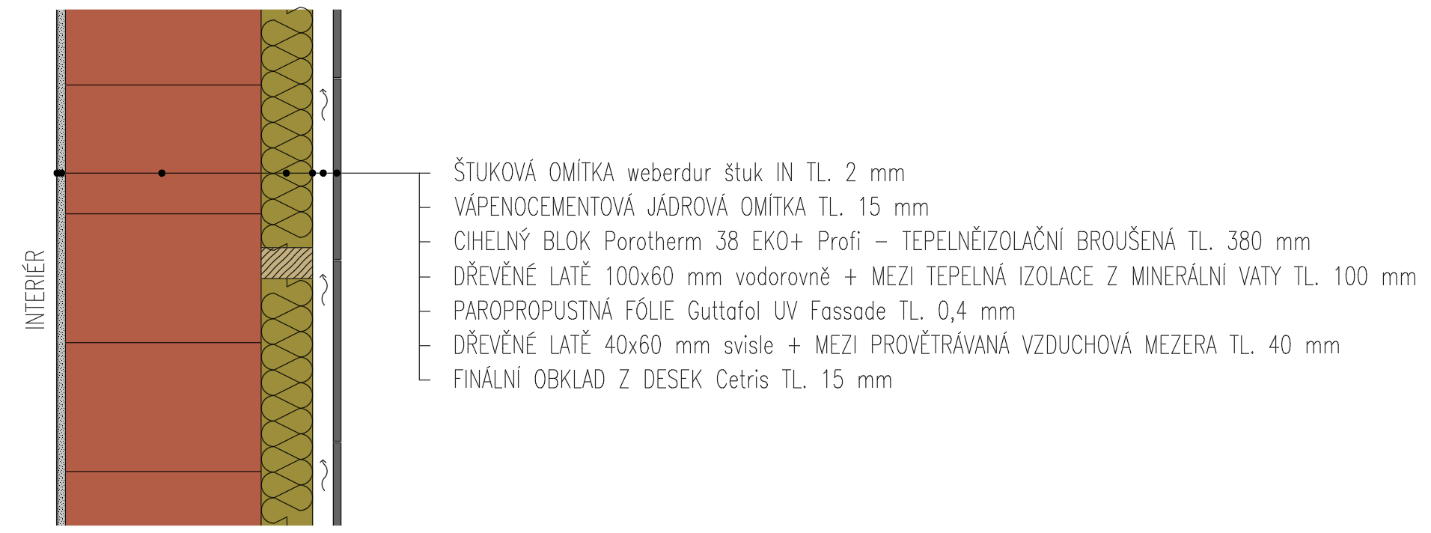 INTERIÉR
ŠTUKOVÁ OMÍTKA weberdur štuk IN TL. 2 mm
VÁPENOCEMENTOVÁ JÁDROVÁ OMÍTKA TL. 15 mm
CIHELNÝ BLOK Porotherm 38 EKO+ Profi – TEPELNĚIZOLAČNÍ BROUŠENÁ TL. 380 mm
DŘEVĚNÉ LATĚ 100x60 mm vodorovně + MEZI TEPELNÁ IZOLACE Z MINERÁLNÍ VATY TL. 100 mm
PAROPROPUSTNÁ FÓLIE Guttafol UV Fassade TL. 0,4 mm
DŘEVĚNÉ LATĚ 40x60 mm svisle + MEZI PROVĚTRÁVANÁ VZDUCHOVÁ MEZERA TL. 40 mm
FINÁLNÍ OBKLAD Z DESEK Cetris TL. 15 mm